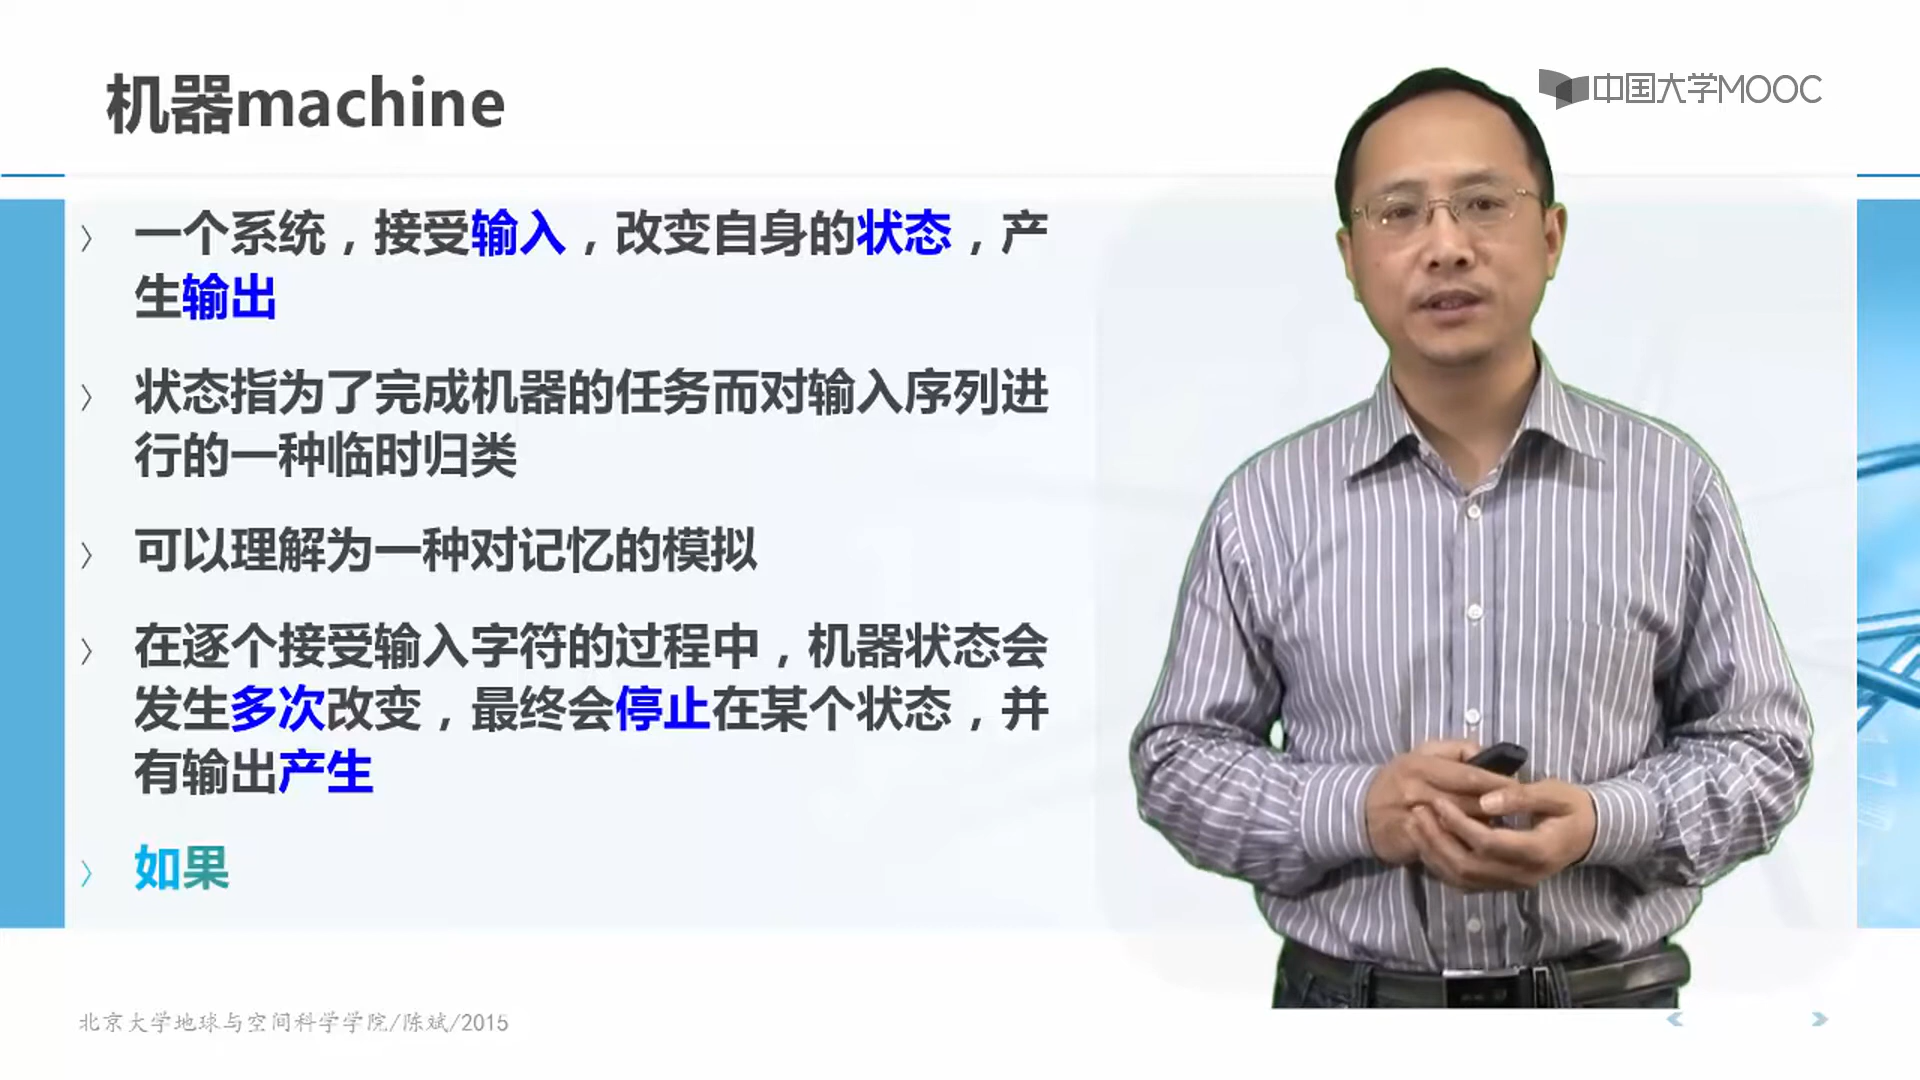 机器machine
中国大学MOOC
一个系统，接受输入，改变自身的状态，产
生输出
状态指为了完成机器的任务而对输入序列进
行的一种临时归类
可以理解为一种对记忆的模拟
在逐个接受输入字符的过程中，机器状态会
发生多次改变，最终会停止在某个状态，并
有输出产生
如果
北京大学地球与空间科学学院/陈斌/2015